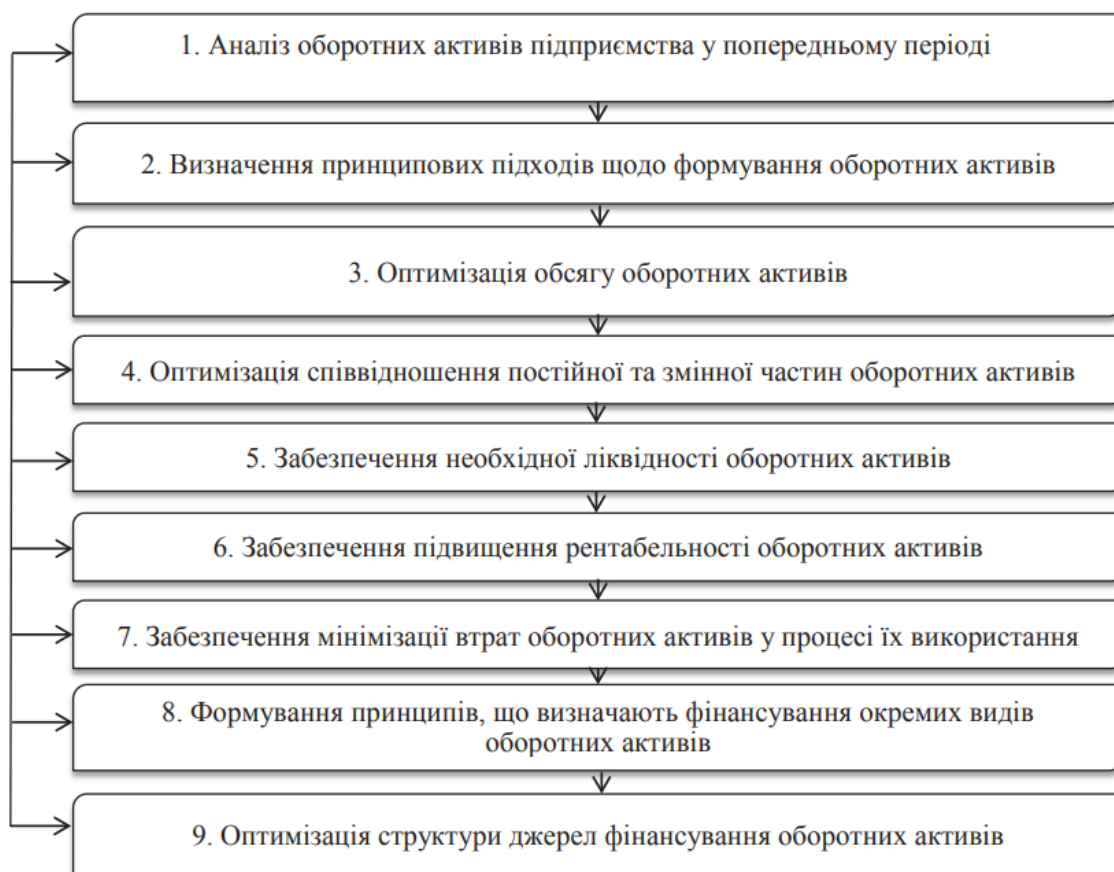 1. Аналіз оборотних активів підприємства у попередньому періоді
2. Визначення принципових підходів щодо формування оборотних активів
3. Оптимізація обсягу оборотних активів
4. Оптимізація співвідношення постійної та змінної частин оборотних активів
5. Забезпечення необхідної ліквідності оборотних активів
6. Забезпечення підвищення рентабельності оборотних активів
7. Забезпечення мінімізації втрат оборотних активів у процесі їх використання
8. Формування принципів, що визначають фінансування окремих видів
оборотних активів
9. Оптимізація структури джерел фінансування оборотних активів